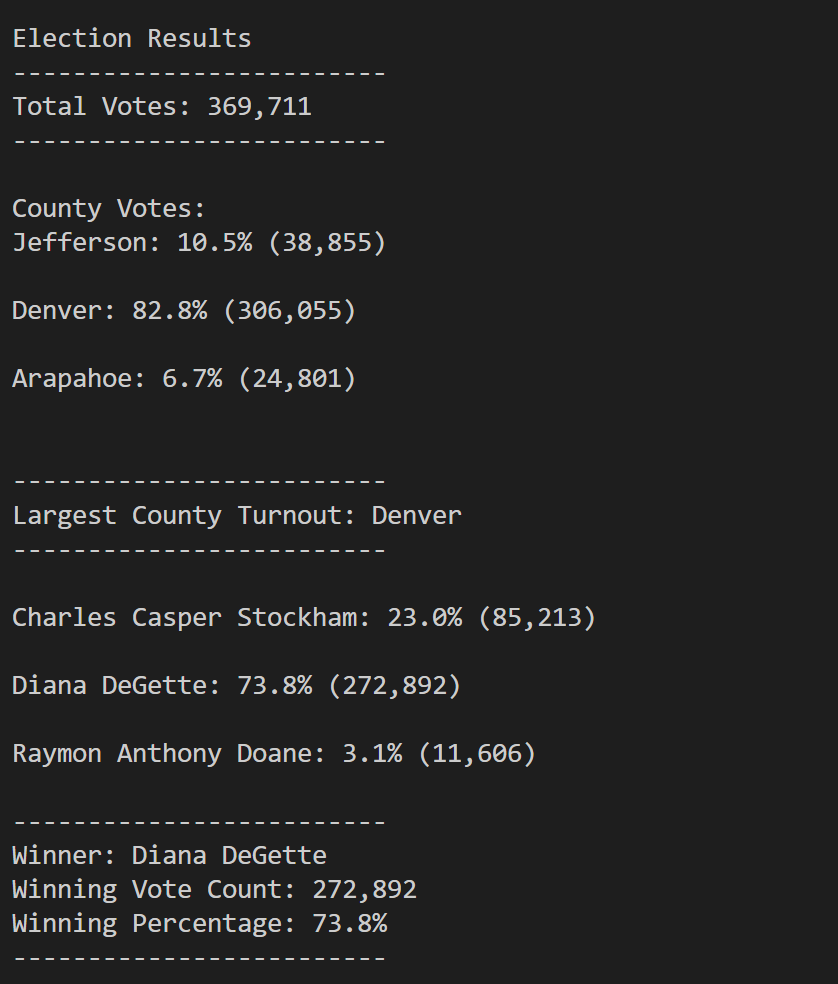 Election Results
-------------------------
Total Votes: 369,711
-------------------------
County Votes:
Jefferson: 10.5% (38,855)
Denver: 82.8% (306,055)
Arapahoe: 6.7% (24,801)
-------------------------
Largest County Turnout: Denver
-------------------------
Charles Casper Stockham: 23.0% (85,213)
Diana DeGette: 73.8% (272,892)
Raymon Anthony Doane: 3.1% (11,606)
-------------------------
Winner: Diana DeGette
Winning Vote Count: 272,892
Winning Percentage: 73.8%
-------------------------